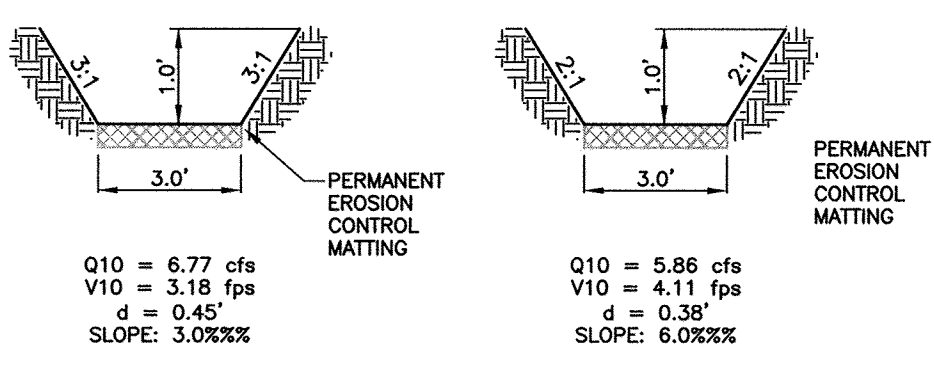 3:1
1.0'
3:1
3.0'
PERMANENT
EROSION
CONTROL
MATTING
Q10 = 6.77 cfs
V10 = 3.18 fps
d = 0.45'
SLOPE: 3.0%%%
2:1
1.0'
2:1
3.0'
PERMANENT
EROSION
CONTROL
MATTING
Q10 = 5.86 cfs
V10 = 4.11 fps
d = 0.38'
SLOPE: 6.0%%%